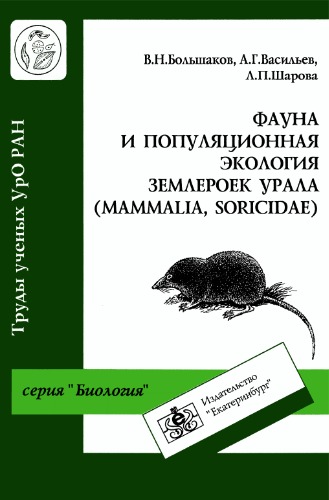 В.Н.Большаков, А.Г.Васильев,
Л.П.Шарова
ФАУНА
И ПОПУЛЯЦИОННАЯ
ЭКОЛОГИЯ
ЗЕМЛЕРОЕК УРАЛА
(MAMMALIA, SORICIDAE)
Труды ученых УрО РАН
серия "Биология"
Издательство
"Екатеринбург"